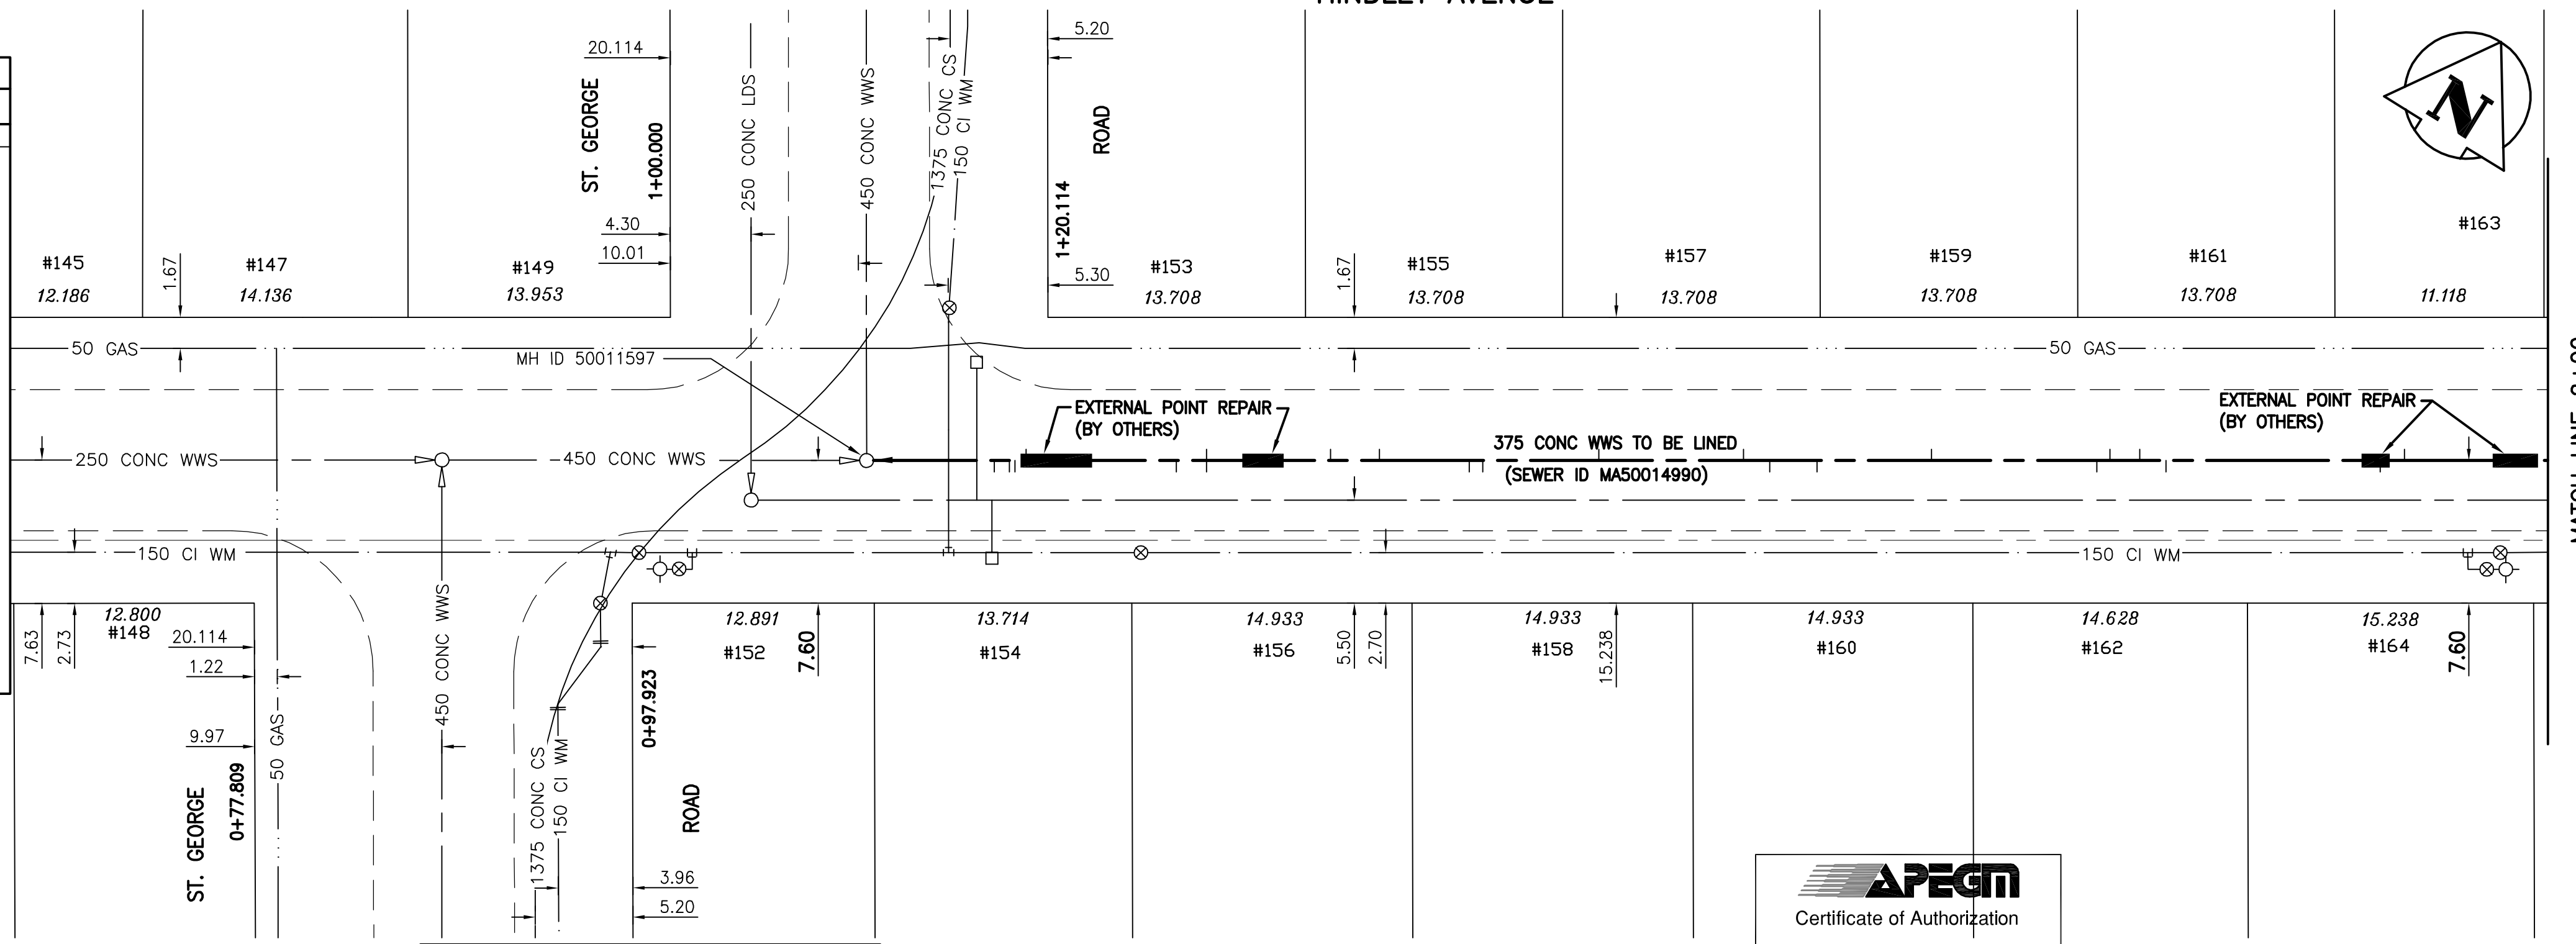 20.114
5.20
ST. GEORGE
1+00.000
250 CONC LDS
450 CONC WWS
1375 CONC CS
150 CI WM
ROAD
1+20.114
N
4.30
10.01
5.30
#145
12.186
1.67
#147
14.136
#149
13.953
#153
13.708
1.67
#155
13.708
#157
13.708
#159
13.708
#161
13.708
#163
11.118
50 GAS
50 GAS
MH ID 50011597
EXTERNAL POINT REPAIR
(BY OTHERS)
EXTERNAL POINT REPAIR
(BY OTHERS)
250 CONC WWS
450 CONC WWS
375 CONC WWS TO BE LINED
(SEWER ID MA50014990)
150 CI WM
150 CI WM
7.63
2.73
12.800
#148
20.114
1.22
9.97
ST. GEORGE
0+77.809
50 GAS
450 CONC WWS
1375 CONC CS
150 CI WM
0+97.923
ROAD
3.96
5.20
12.891
#152
7.60
13.714
#154
14.933
#156
5.50
2.70
14.933
#158
15.238
14.933
#160
14.628
#162
15.238
#164
7.60
APEGM
Certificate of Authorization